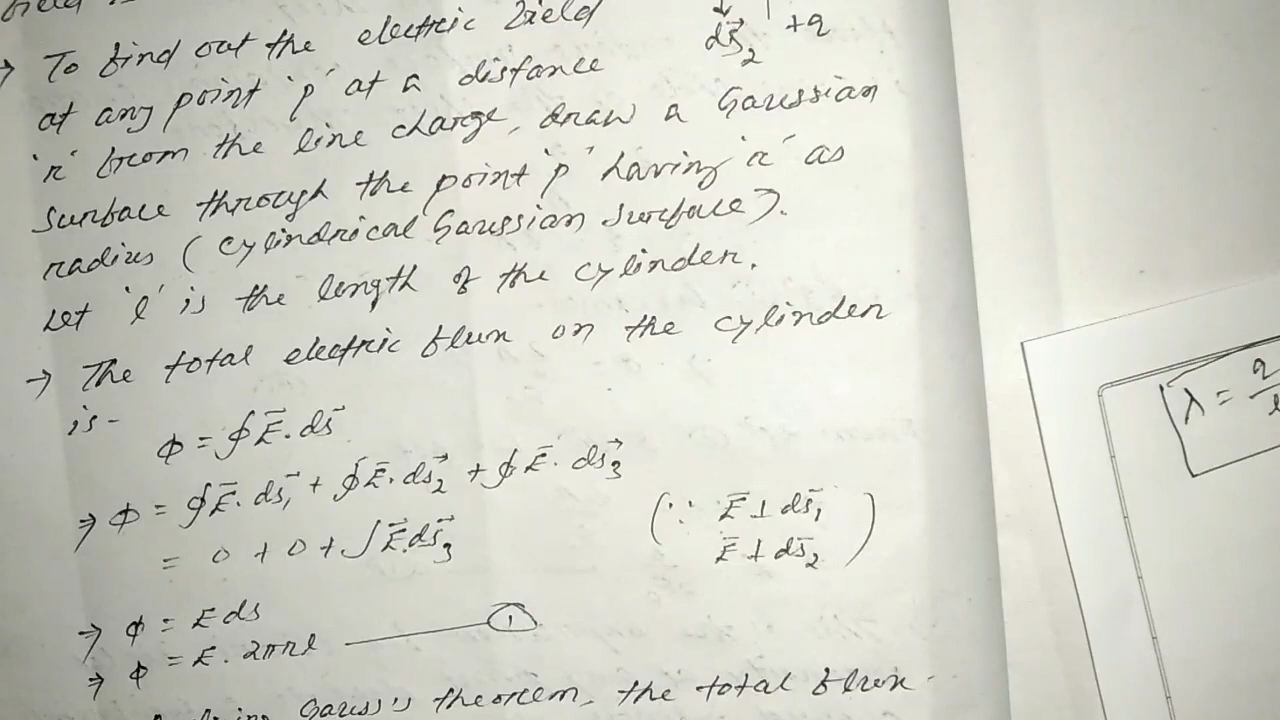 → To find out the electric field
at any point 'p' at a distance
'r' from the line charge, draw a Gaussian
surface through the point 'p' having 'r' as
radius (Cylindrical Gaussian surface).
Let 'l' is the length of the cylinder.
→ The total electric flux on the cylinder
is-
ϕ = ∮E⃗.ds⃗
⇒ ϕ = ∮E⃗.ds⃗₁ + ∮E⃗.ds⃗₂ + ∮E⃗.ds⃗₃
= 0 + 0 + ∫E⃗.ds⃗₃
(∵ E⃗ ⊥ ds⃗₁
E⃗ ⊥ ds⃗₂)
⇒ ϕ = E ds
⇒ ϕ = E. 2πrl — 1
Gauss's theorem, the total flux
ds⃗₂ +q
λ = q/l